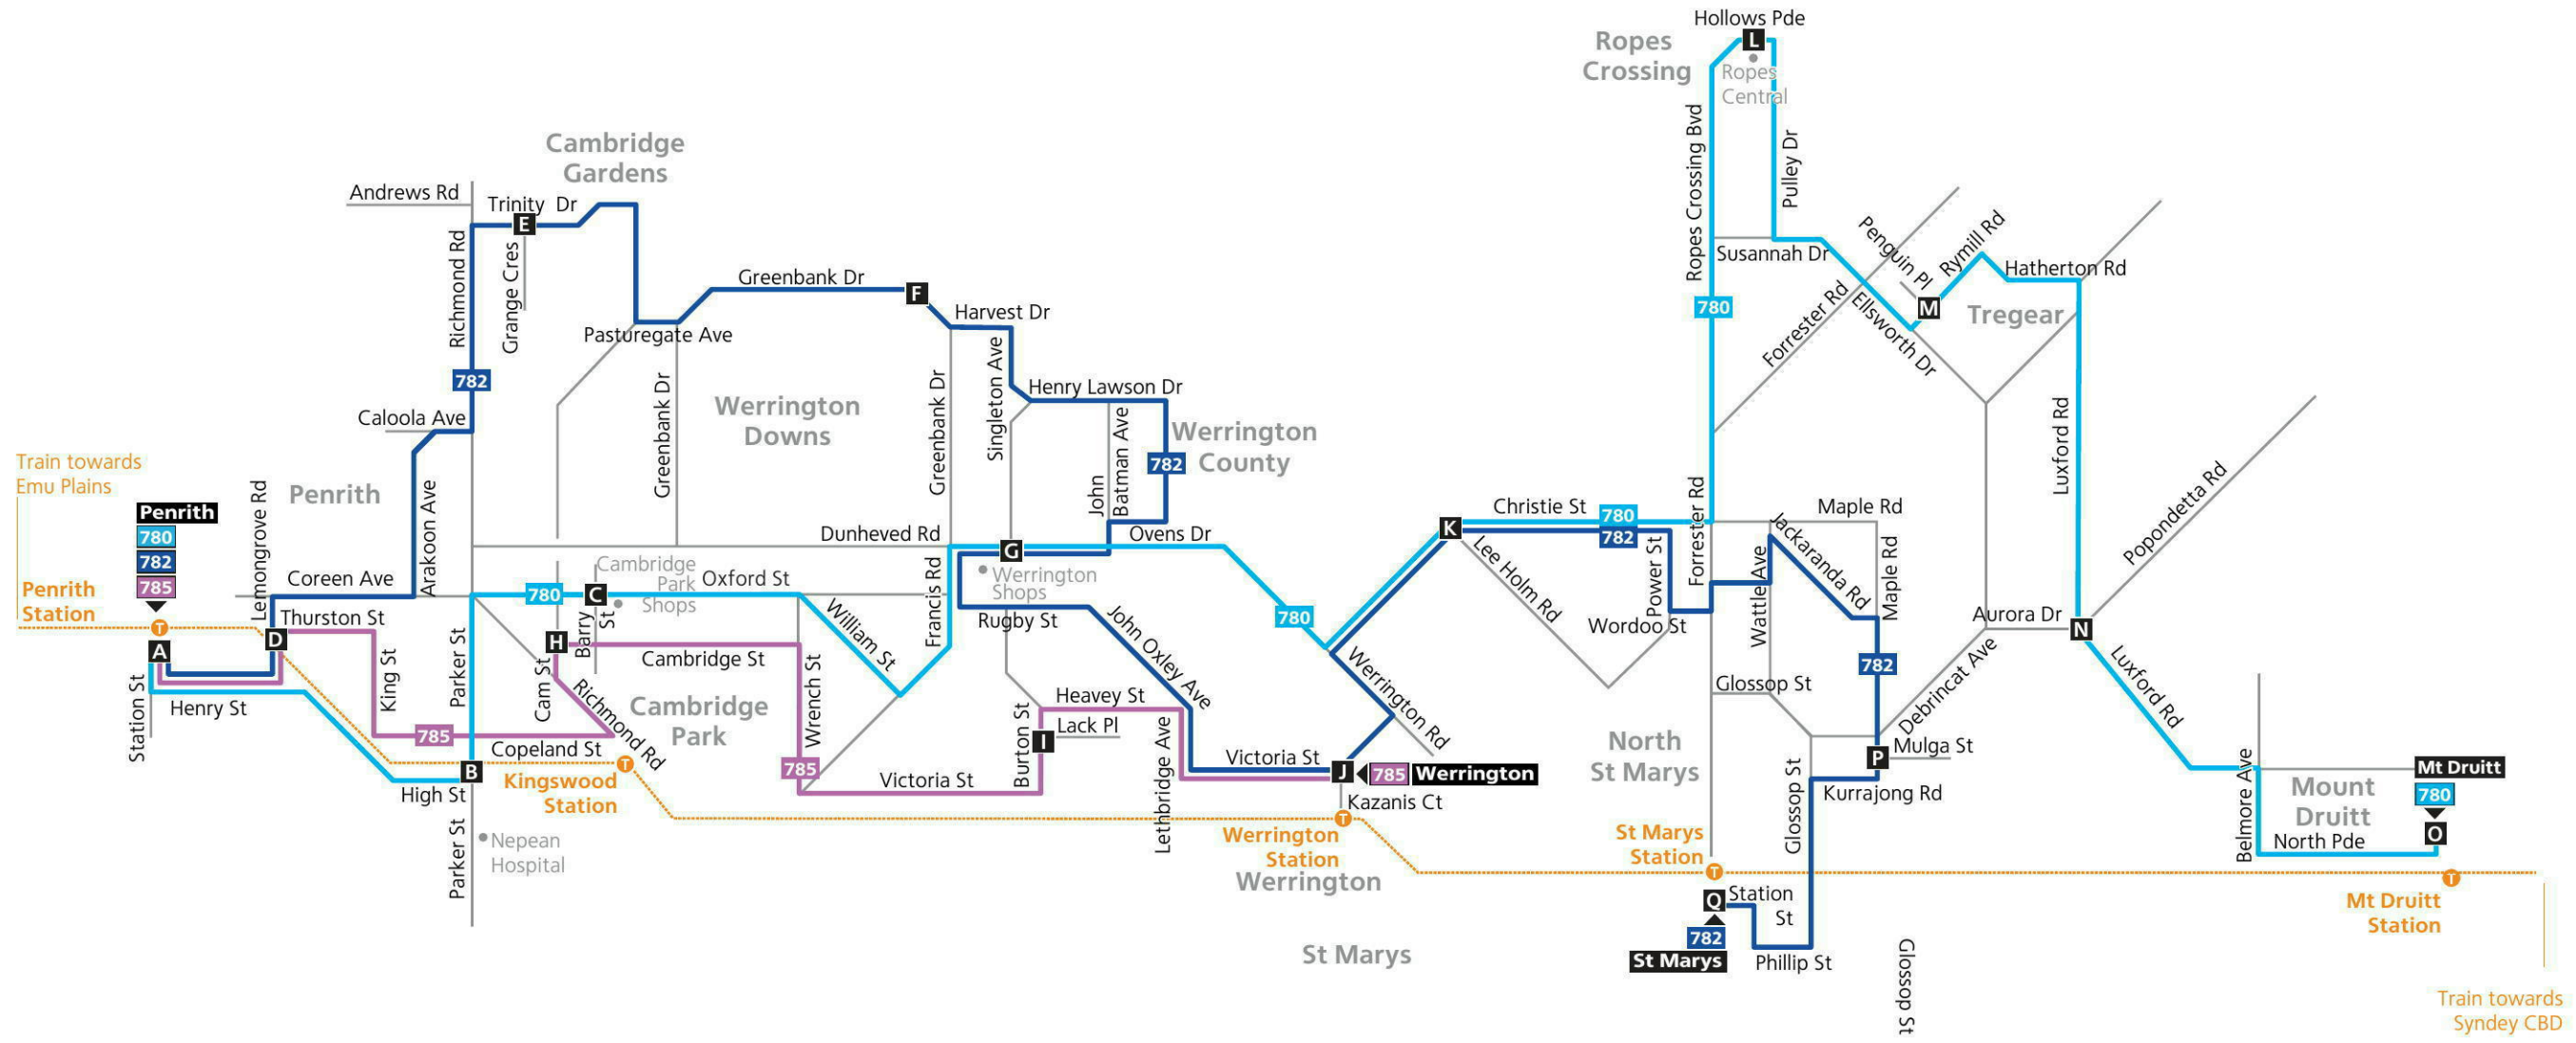 Hollows Pde
L
Ropes
Crossing
Ropes
Central
Ropes Crossing Bvd
Pulley Dr
Cambridge
Gardens
Andrews Rd
Trinity Dr
E
Richmond Rd
Grange Cres
Susannah Dr
Penguin Pl
Rymill Rd
Hatherton Rd
Greenbank Dr
F
Harvest Dr
780
Forrester Rd
Ellsworth Dr
M
Tregear
Pasturegate Ave
782
Greenbank Dr
Greenbank Dr
Singleton Ave
Henry Lawson Dr
Caloola Ave
Werrington
Downs
John
Batman Ave
Werrington
County
782
Luxford Rd
Popondetta Rd
Train towards
Emu Plains
Penrith
Lemongrove Rd
Arakoon Ave
Penrith
780
782
785
Dunheved Rd
G
Ovens Dr
K
Christie St
780
782
Forrester Rd
Maple Rd
Jackaranda Rd
Maple Rd
Penrith
Station
T
Coreen Ave
Thurston St
D
A
780
C
Cambridge
Park
Shops
Oxford St
Francis Rd
Werrington
Shops
Rugby St
780
Lee Holm Rd
Power St
Wordoo St
Wattle Ave
Aurora Dr
N
Station St
Henry St
King St
Parker St
H
Barry
St
Cam St
Cambridge St
William St
Wrench St
John Oxley Ave
Werrington Rd
782
Glossop St
Debrincat Ave
Luxford Rd
785
Copeland St
Richmond Rd
Cambridge
Park
Heavey St
Lack Pl
Burton St
I
Lethbridge Ave
Victoria St
J
785
Werrington
North
St Marys
P
Mulga St
B
High St
Kingswood
Station
T
785
Victoria St
Kazanis Ct
Glossop St
Kurrajong Rd
Belmore Ave
Mount
Druitt
Mt Druitt
780
O
North Pde
Parker St
Nepean
Hospital
T
Werrington
Station
Werrington
St Marys
Station
T
T
Mt Druitt
Station
Q
Station
St
782
St Marys
Phillip St
St Marys
Glossop St
Train towards
Syndey CBD